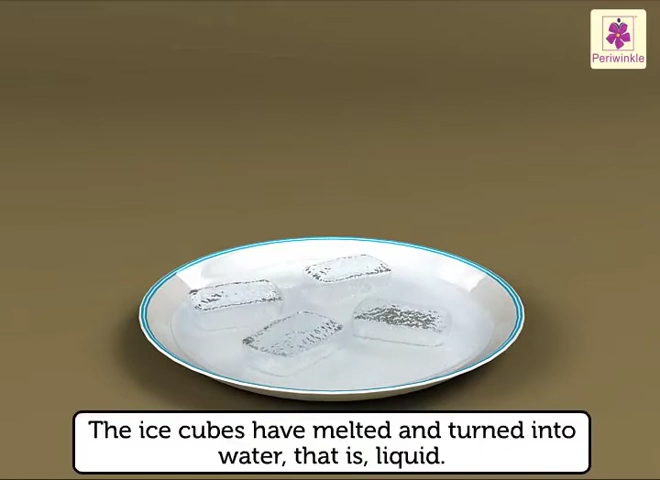 Periwinkle
The ice cubes have melted and turned into
water, that is, liquid.